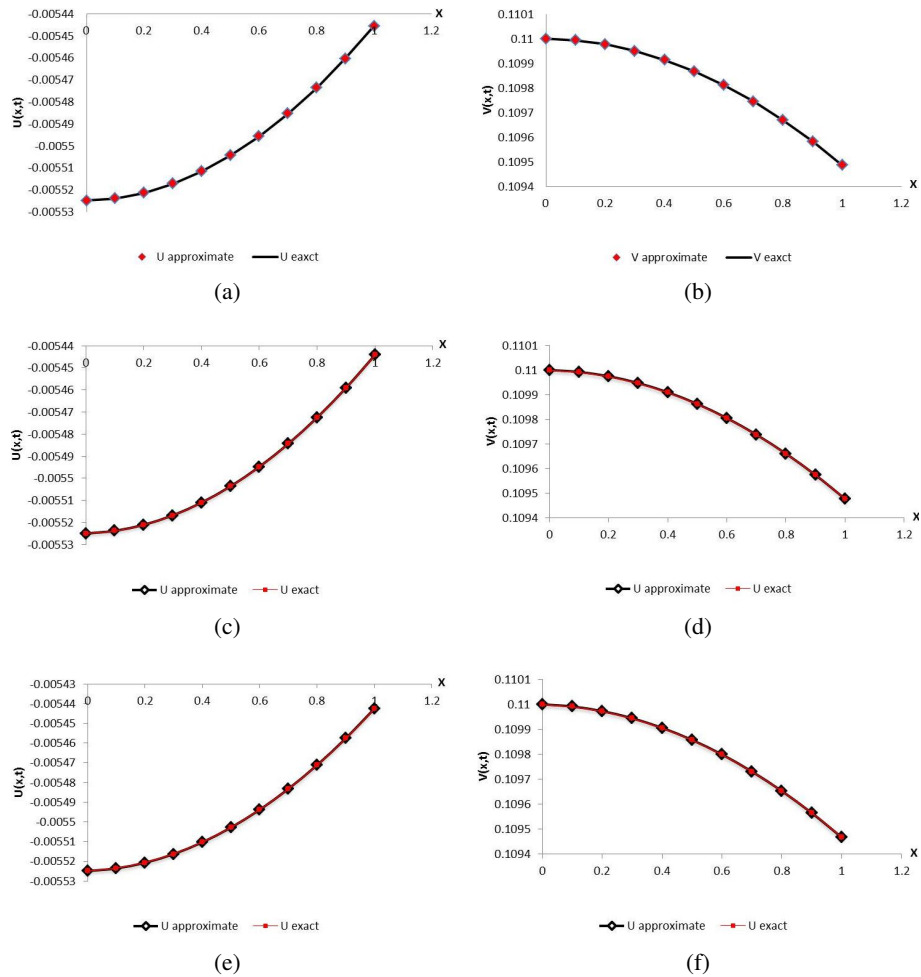 -0.00544
-0.00545
-0.00546
-0.00547
-0.00548
-0.00549
-0.0055
-0.00551
-0.00552
-0.00553
0 0.2 0.4 0.6 0.8 1 1.2
X
U(x,t)
U approximate U eaxct
(a)
0.1101
0.11
0.1099
0.1098
0.1097
0.1096
0.1095
0.1094
0 0.2 0.4 0.6 0.8 1 1.2
X
V(x,t)
V approximate V eaxct
(b)
-0.00544
-0.00545
-0.00546
-0.00547
-0.00548
-0.00549
-0.0055
-0.00551
-0.00552
-0.00553
0 0.2 0.4 0.6 0.8 1 1.2
X
U(x,t)
U approximate U exact
(c)
0.1101
0.11
0.1099
0.1098
0.1097
0.1096
0.1095
0.1094
0 0.2 0.4 0.6 0.8 1 1.2
X
V(x,t)
U approximate U exact
(d)
-0.00543
-0.00544
-0.00545
-0.00546
-0.00547
-0.00548
-0.00549
-0.0055
-0.00551
-0.00552
-0.00553
0 0.2 0.4 0.6 0.8 1 1.2
X
U(x,t)
U approximate U exact
(e)
0.1101
0.11
0.1099
0.1098
0.1097
0.1096
0.1095
0.1094
0 0.2 0.4 0.6 0.8 1 1.2
X
V(x,t)
U approximate U exact
(f)